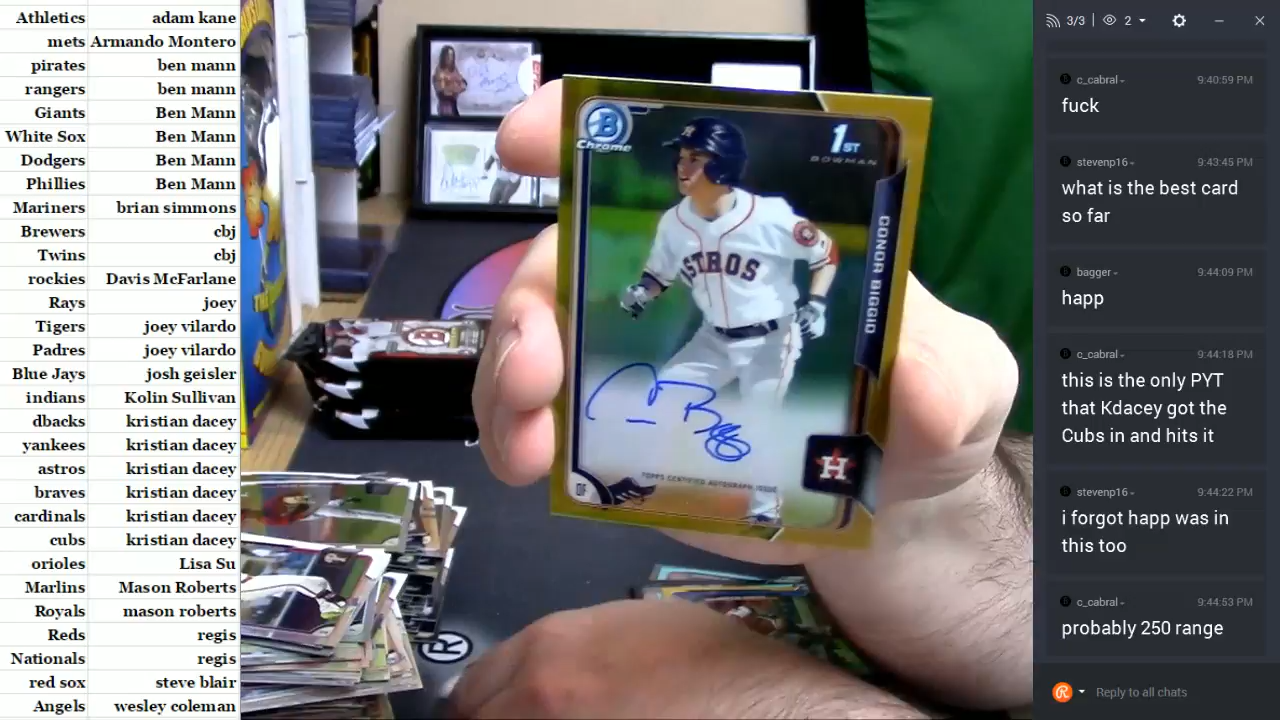 Athletics adam kane
mets Armando Montero
pirates ben mann
rangers ben mann
Giants Ben Mann
White Sox Ben Mann
Dodgers Ben Mann
Phillies Ben Mann
Mariners brian simmons
Brewers cbj
Twins cbj
rockies Davis McFarlane
Rays joey
Tigers joey vilardo
Padres joey vilardo
Blue Jays josh geisler
indians Kolin Sullivan
dbacks kristian dacey
yankees kristian dacey
astros kristian dacey
braves kristian dacey
cardinals kristian dacey
cubs kristian dacey
orioles Lisa Su
Marlins Mason Roberts
Royals mason roberts
Reds regis
Nationals regis
red sox steve blair
Angels wesley coleman
B
Chrome
1ST
BOWMAN
ASTROS
CONOR BIGGIO
TOPPS CERTIFIED AUTOGRAPH ISSUE
OF
H
R
3/3 2
c_cabral 9:40:59 PM
fuck
stevenp16 9:43:45 PM
what is the best card
so far
bagger 9:44:09 PM
happ
c_cabral 9:44:18 PM
this is the only PYT
that Kdacey got the
Cubs in and hits it
stevenp16 9:44:22 PM
i forgot happ was in
this too
c_cabral 9:44:53 PM
probably 250 range
Reply to all chats